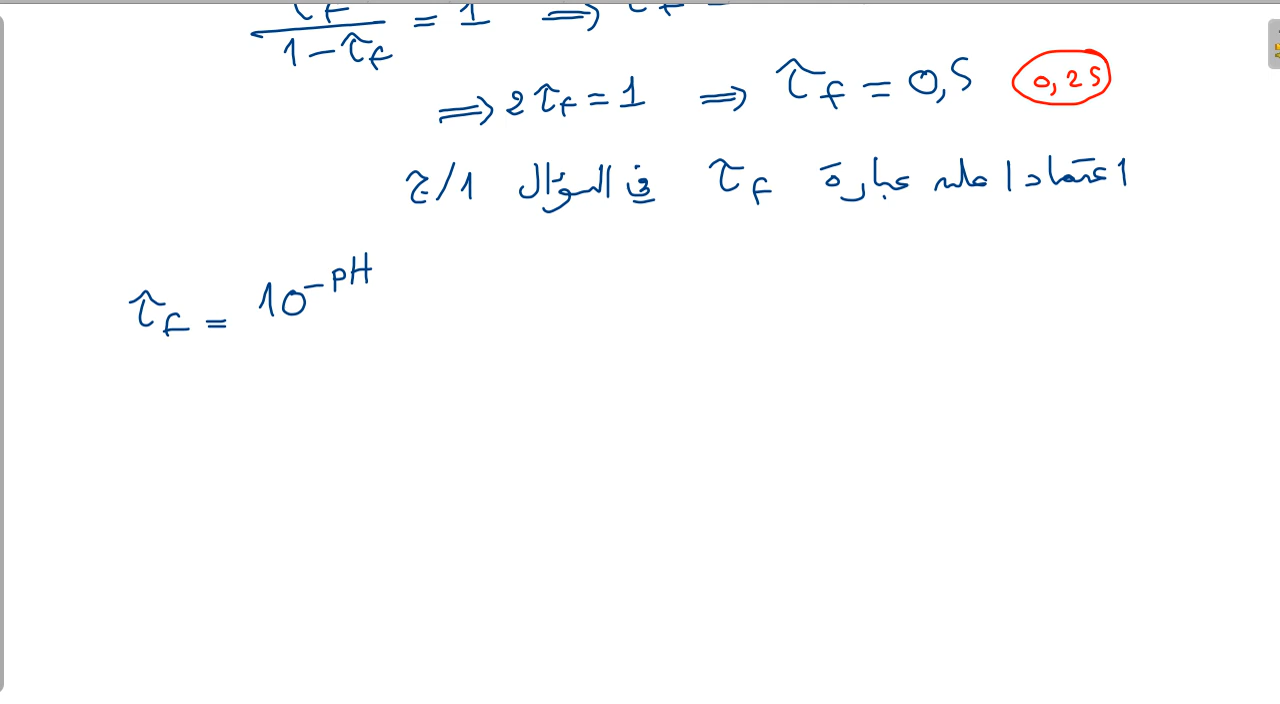 τf / 1-τf = 1 ⟹ τf =
⟹ 2τf = 1 ⟹ τf = 0,5 0,25
اعتمادا على عبارة τf في السؤال 1/ج
τf = 10^-pH